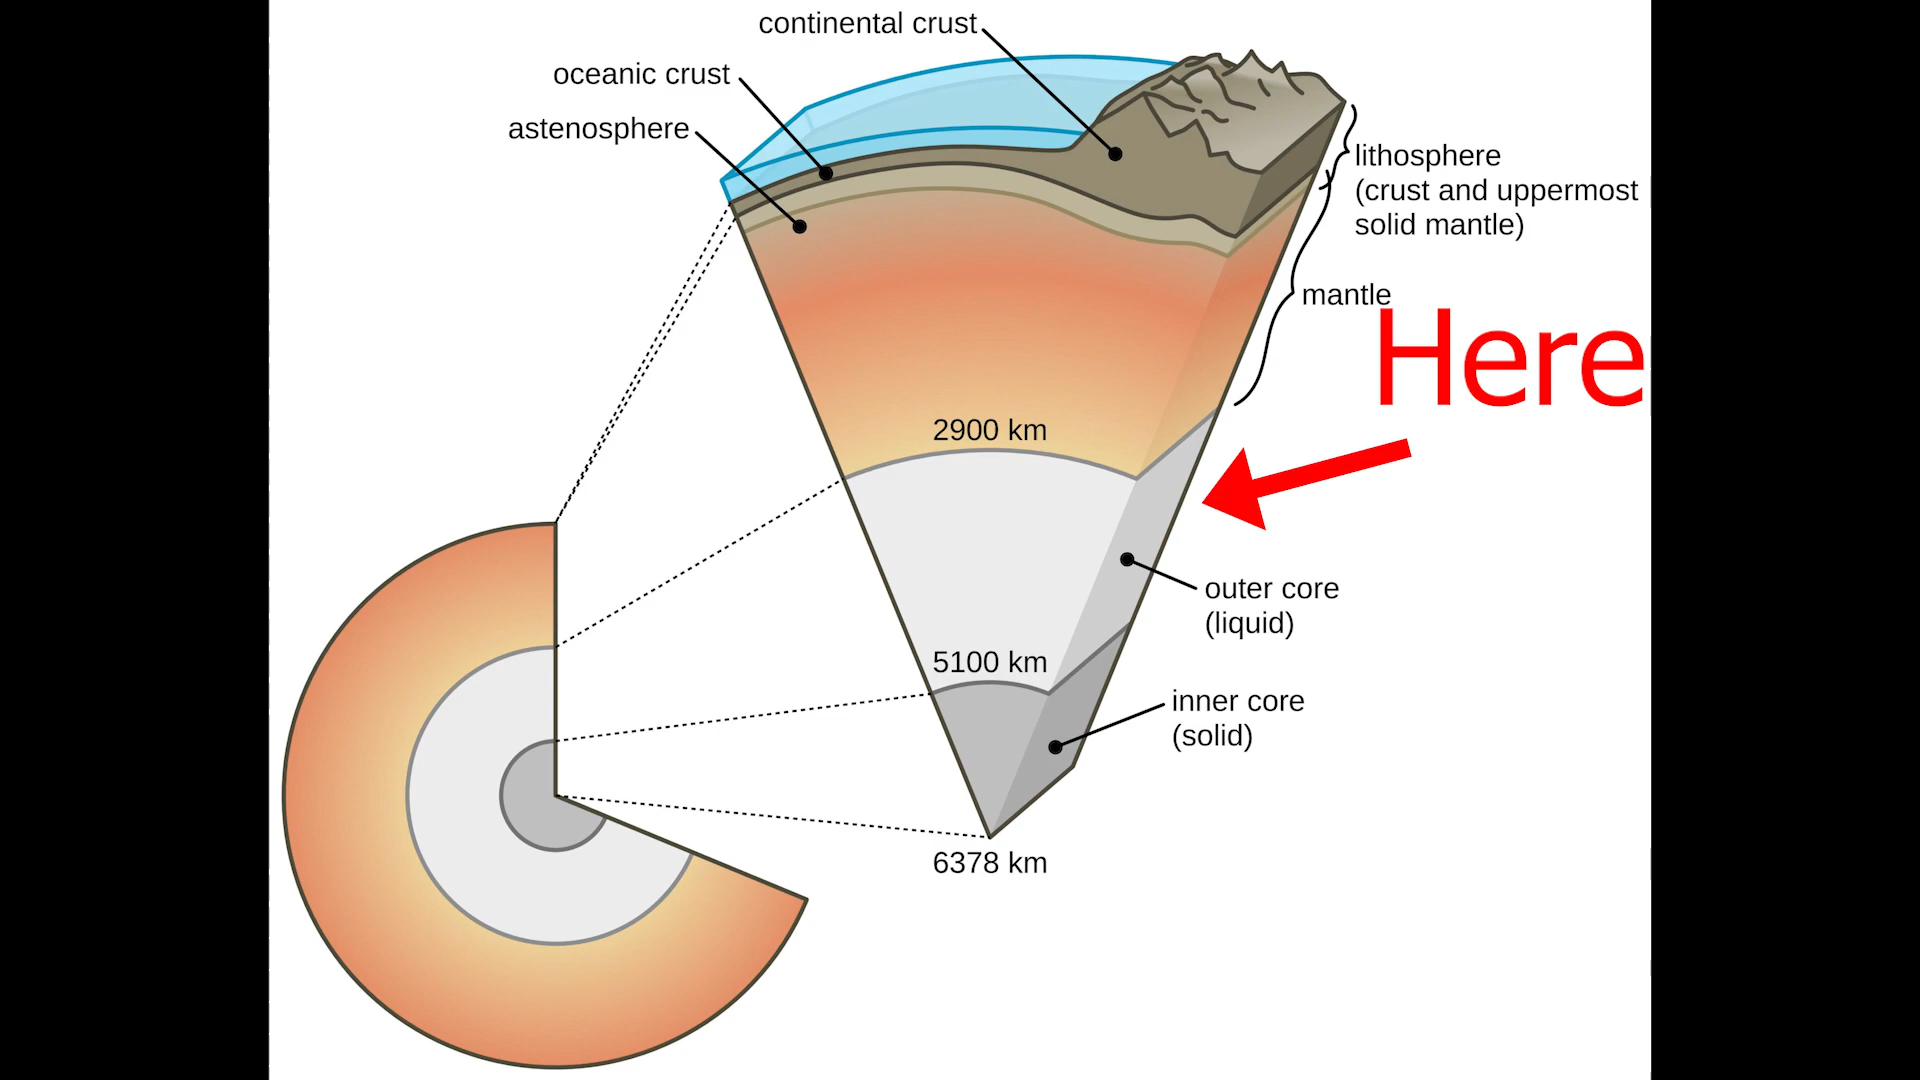 continental crust
oceanic crust
astenosphere
lithosphere
(crust and uppermost
solid mantle)
mantle
Here
2900 km
outer core
(liquid)
5100 km
inner core
(solid)
6378 km